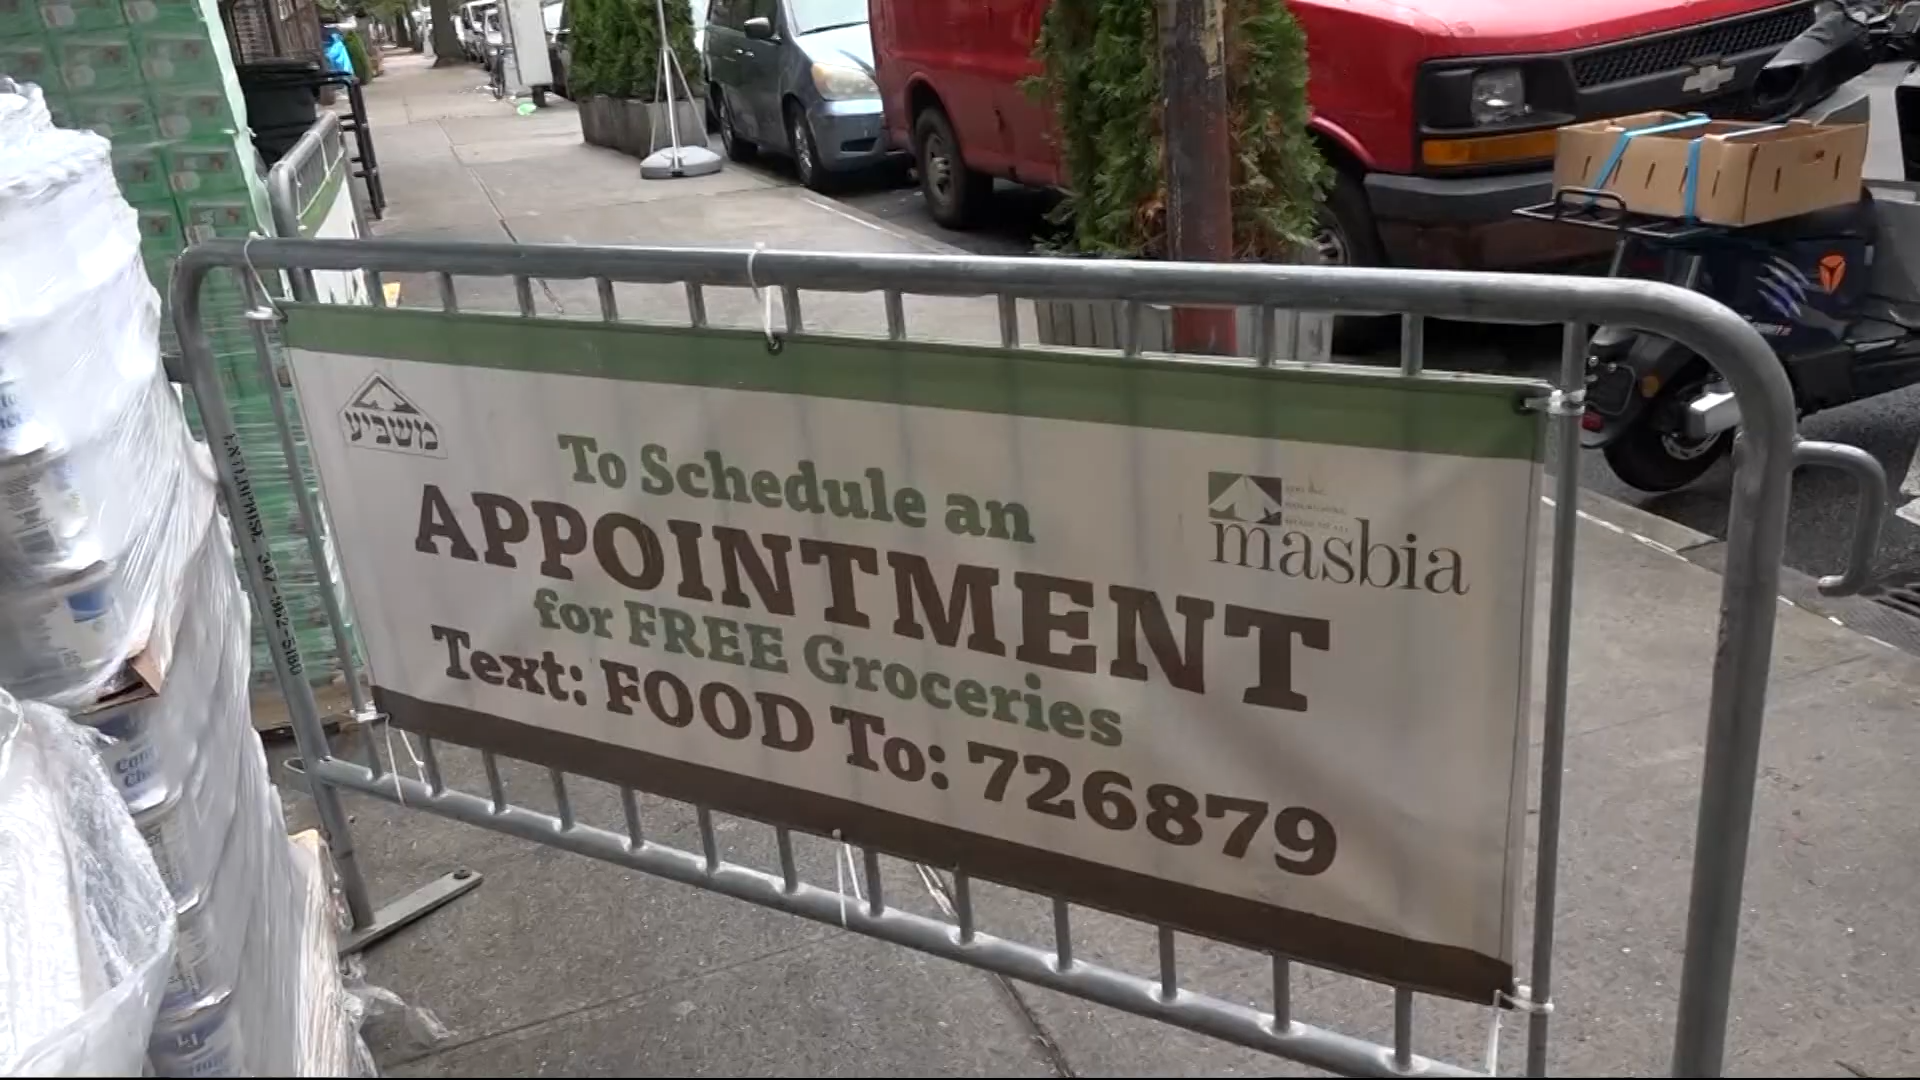 משביע
To Schedule an
APPOINTMENT
for FREE Groceries
Text: FOOD To: 726879
masbia